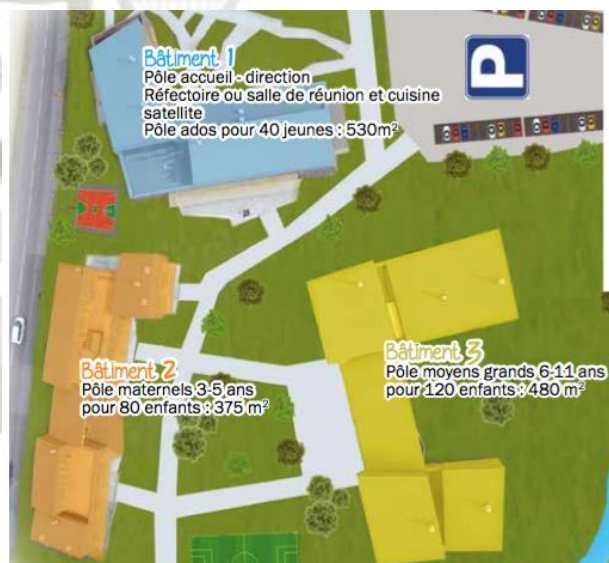 P
Bâtiment 1
Pôle accueil - direction
Réfectoire ou salle de réunion et cuisine
satellite
Pôle ados pour 40 jeunes : 530m²
Bâtiment 2
Pôle maternels 3-5 ans
pour 80 enfants : 375 m²
Bâtiment 3
Pôle moyens grands 6-11 ans
pour 120 enfants : 480 m²